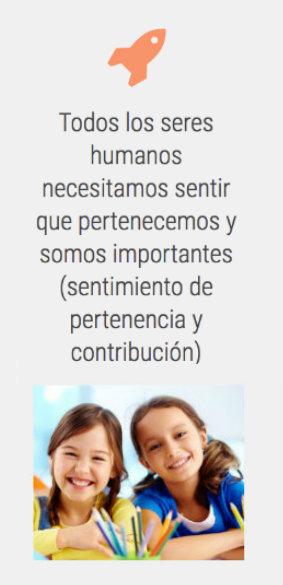 Todos los seres
humanos
necesitamos sentir
que pertenecemos y
somos importantes
(sentimiento de
pertenencia y
contribución)